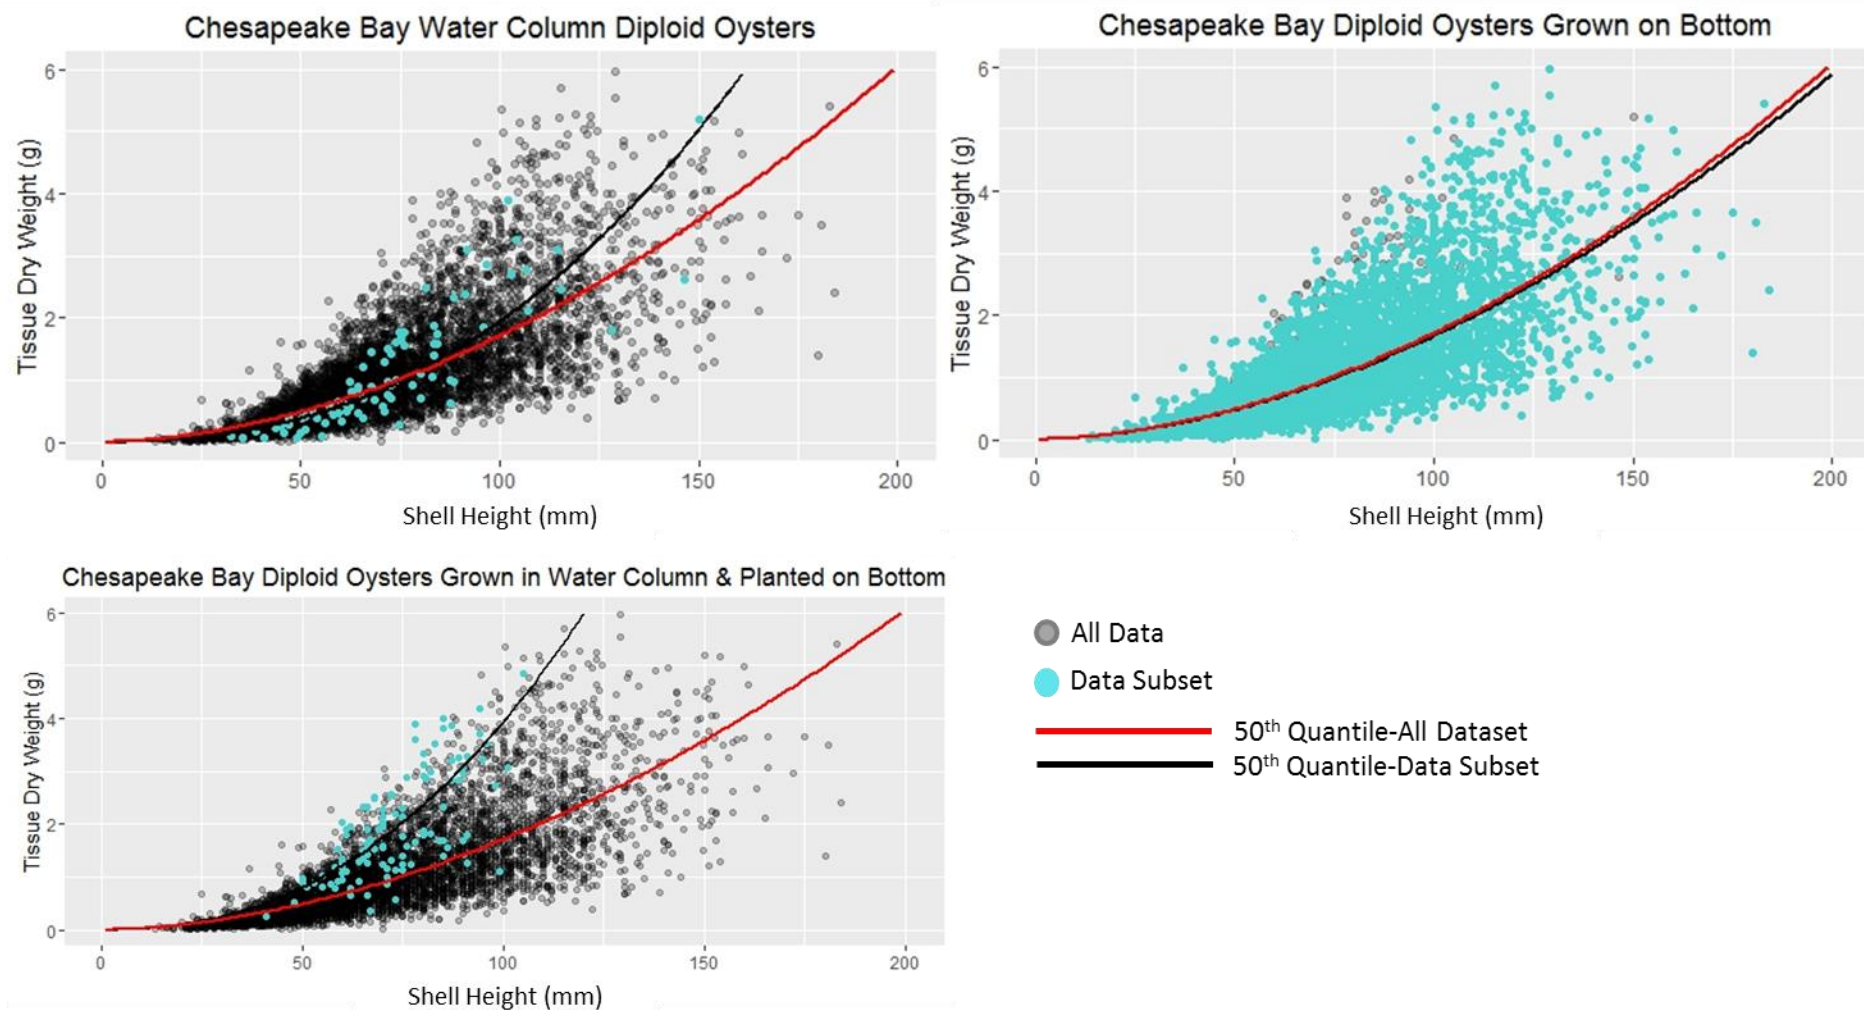 Chesapeake Bay Water Column Diploid Oysters
Tissue Dry Weight (g)
6
4
2
0
0 50 100 150 200
Shell Height (mm)
Chesapeake Bay Diploid Oysters Grown on Bottom
Tissue Dry Weight (g)
6
4
2
0
0 50 100 150 200
Shell Height (mm)
Chesapeake Bay Diploid Oysters Grown in Water Column & Planted on Bottom
Tissue Dry Weight (g)
6
4
2
0
0 50 100 150 200
Shell Height (mm)
All Data
Data Subset
50th Quantile-All Dataset
50th Quantile-Data Subset